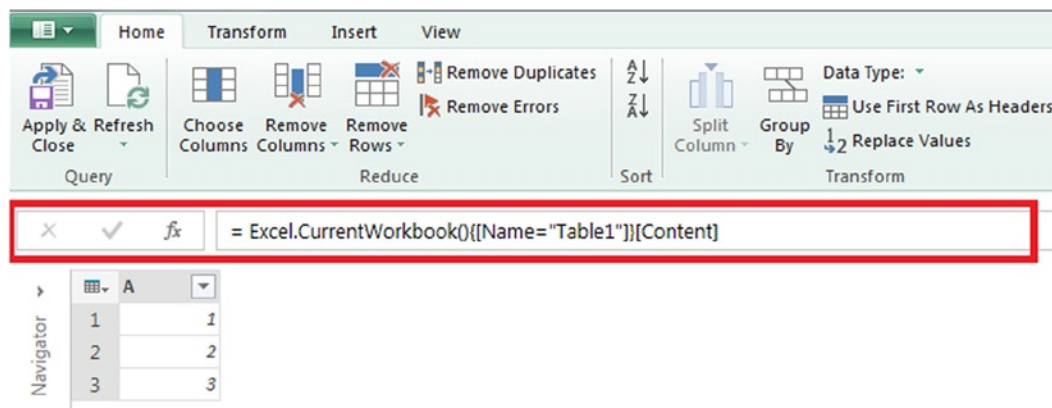 Home Transform Insert View
Apply & Close
Refresh
Query
Choose Columns
Remove Columns
Remove Rows
Remove Duplicates
Remove Errors
Reduce
A Z
Z A
Sort
Split Column
Group By
Data Type:
Use First Row As Headers
1 2 Replace Values
Transform
fx = Excel.CurrentWorkbook(){[Name="Table1"]}[Content]
Navigator
A
1 1
2 2
3 3